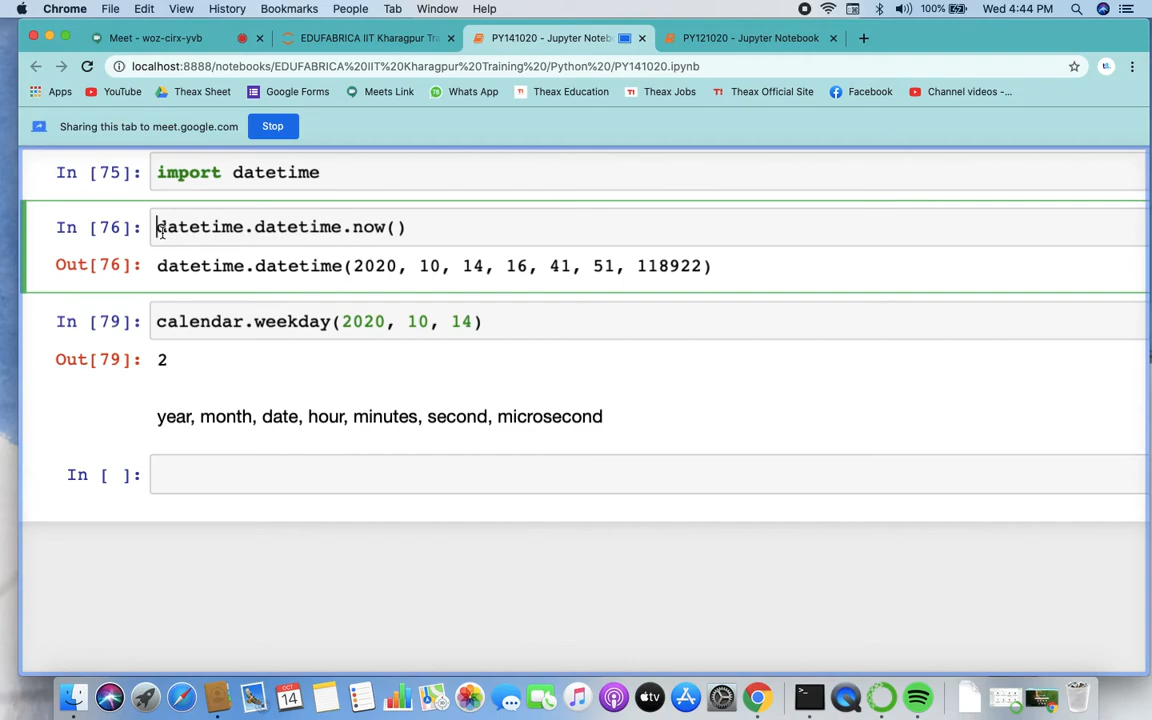 Chrome File Edit View History Bookmarks People Tab Window Help 100% Wed 4:44 PM
Meet - woz-cirx-yvb EDUFABRICA IIT Kharagpur Tra PY141020 - Jupyter Noteb PY121020 - Jupyter Notebook
localhost:8888/notebooks/EDUFABRICA%20IIT%20Kharagpur%20Training%20/Python%20/PY141020.ipynb
Apps YouTube Theax Sheet Google Forms Meets Link Whats App Theax Education Theax Jobs Theax Official Site Facebook Channel videos -...
Sharing this tab to meet.google.com Stop
In [75]: import datetime
In [76]: datetime.datetime.now()
Out[76]: datetime.datetime(2020, 10, 14, 16, 41, 51, 118922)
In [79]: calendar.weekday(2020, 10, 14)
Out[79]: 2
year, month, date, hour, minutes, second, microsecond
In [ ]:
OCT
14